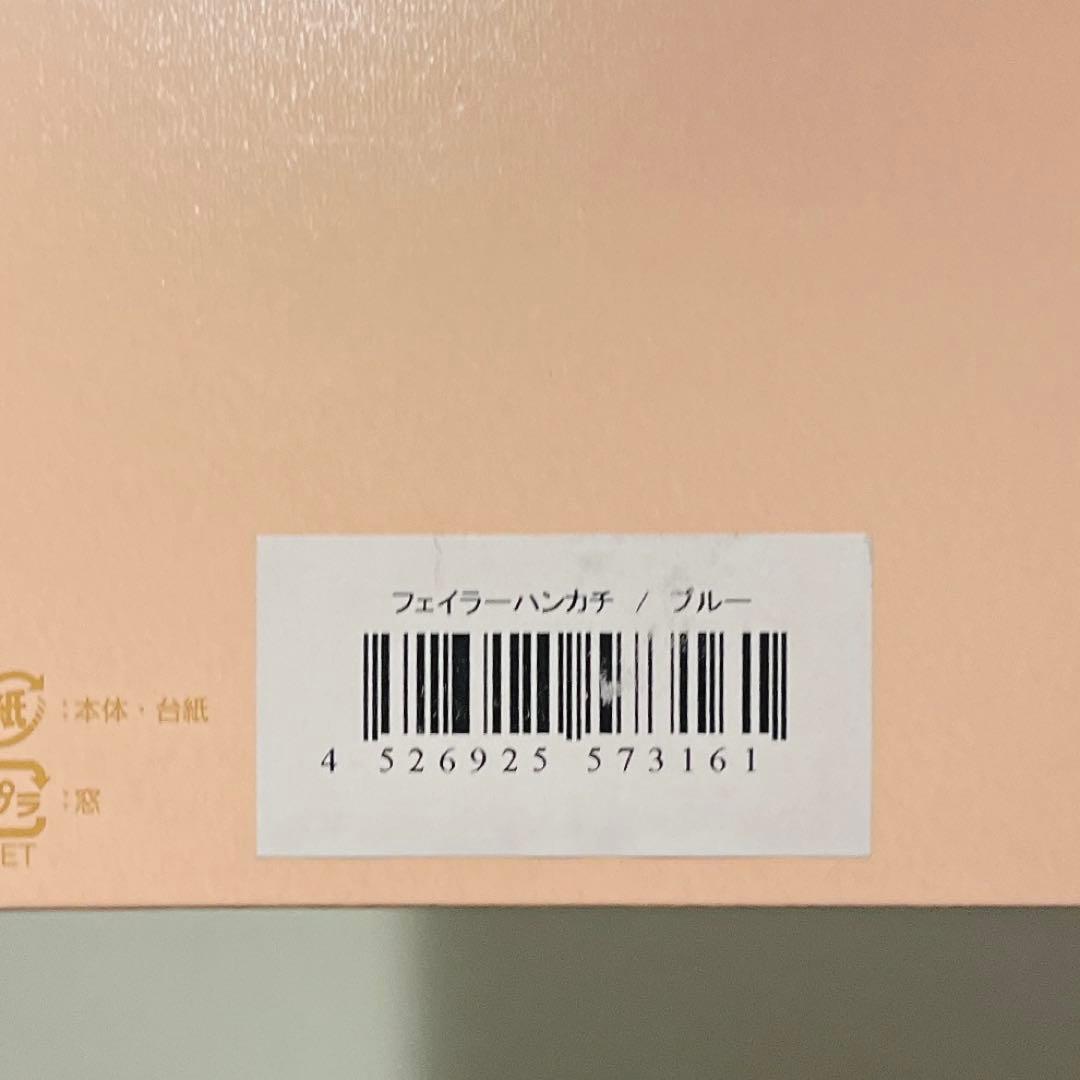 フェイラーハンカチ / ブルー
4 526925 573161
紙 :本体・台紙
プラ :窓
ET